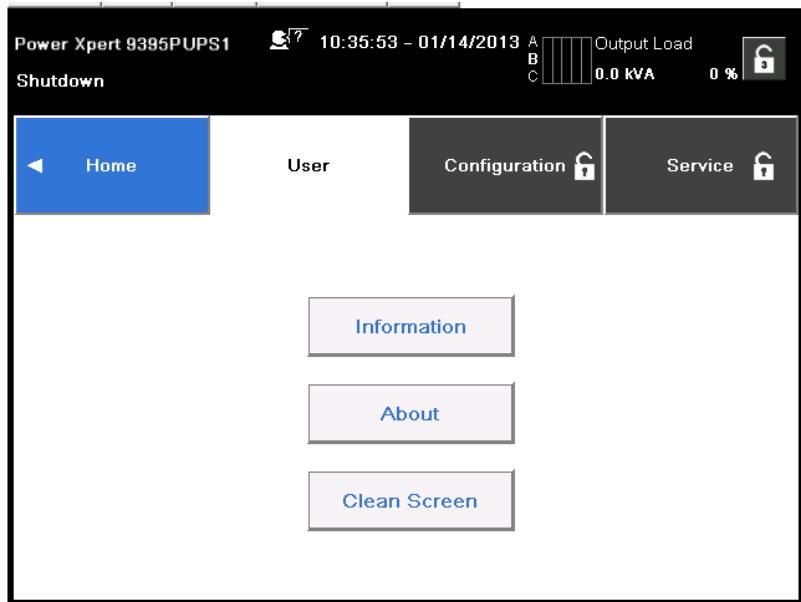 Power Xpert 9395PUPS1
? 10:35:53 - 01/14/2013
A
B
C
Output Load
0.0 kVA 0 %
3
Shutdown
Home
User
Configuration
Service
Information
About
Clean Screen